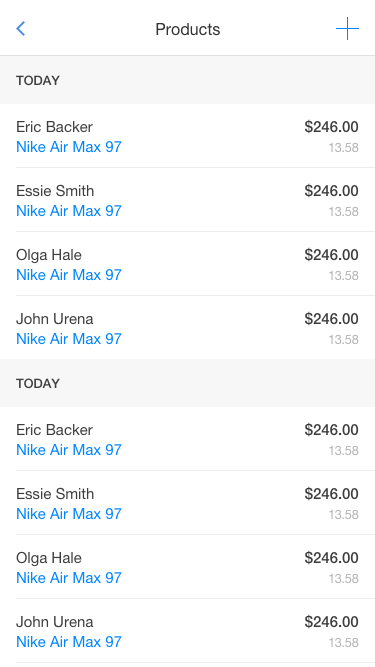 Products
TODAY
Eric Backer $246.00
Nike Air Max 97 13.58
Essie Smith $246.00
Nike Air Max 97 13.58
Olga Hale $246.00
Nike Air Max 97 13.58
John Urena $246.00
Nike Air Max 97 13.58
TODAY
Eric Backer $246.00
Nike Air Max 97 13.58
Essie Smith $246.00
Nike Air Max 97 13.58
Olga Hale $246.00
Nike Air Max 97 13.58
John Urena $246.00
Nike Air Max 97 13.58